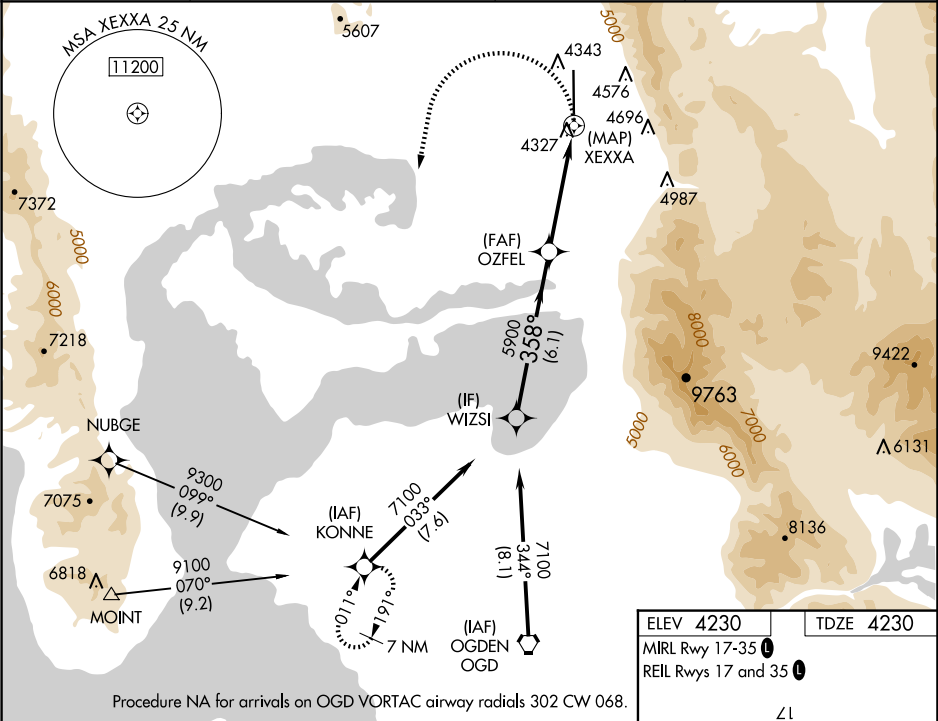 MSA XEXXA 25 NM
11200
5607
5000
4343
4576
4696
4327
(MAP)
XEXXA
4987
7372
5000
6000
7218
(FAF)
OZFEL
5900
358°
(6.1)
8000
9422
9763
7000
6000
5000
6131
(IF)
WIZSI
NUBGE
9300
099°
(9.9)
7075
(IAF)
KONNE
7100
033°
(7.6)
7100
344°
(8.1)
8136
6818
MOINT
9100
070°
(9.2)
011°
191°
7 NM
(IAF)
OGDEN
OGD
ELEV 4230
TDZE 4230
MIRL Rwy 17-35 L
REIL Rwys 17 and 35 L
17
Procedure NA for arrivals on OGD VORTAC airway radials 302 CW 068.